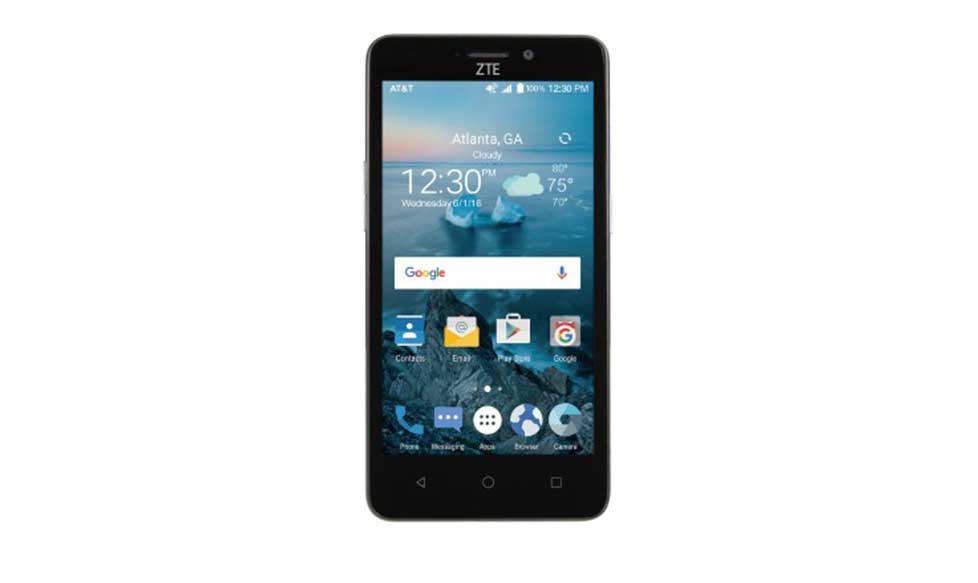 ZTE
AT&T 100% 12:30 PM
Atlanta, GA
Cloudy
12:30 PM
80°
75°
70°
Wednesday 6/1/16
Google
@
Contacts Email Play Store Google
Phone Messaging Apps Browser Camera